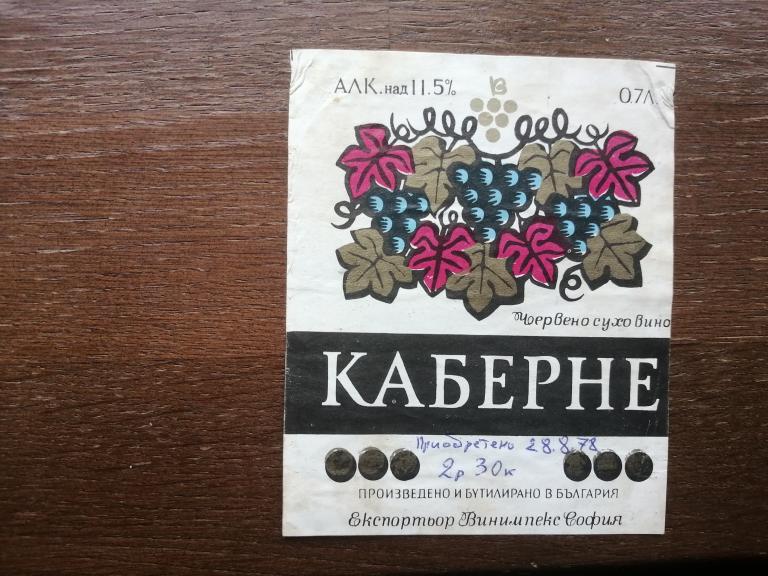 АЛК. над 11.5% 0.7Л.
В
Червено сухо вино
КАБЕРНЕ
Приобретено 28.8.78
2р 30к
ПРОИЗВЕДЕНО И БУТИЛИРАНО В БЪЛГАРИЯ
Експортьор Винимпекс София